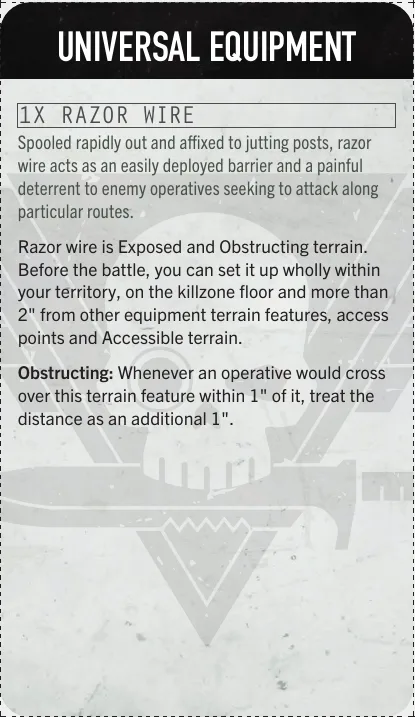 UNIVERSAL EQUIPMENT
1X RAZOR WIRE
Spooled rapidly out and affixed to jutting posts, razor
wire acts as an easily deployed barrier and a painful
deterrent to enemy operatives seeking to attack along
particular routes.
Razor wire is Exposed and Obstructing terrain.
Before the battle, you can set it up wholly within
your territory, on the killzone floor and more than
2" from other equipment terrain features, access
points and Accessible terrain.
Obstructing: Whenever an operative would cross
over this terrain feature within 1" of it, treat the
distance as an additional 1".